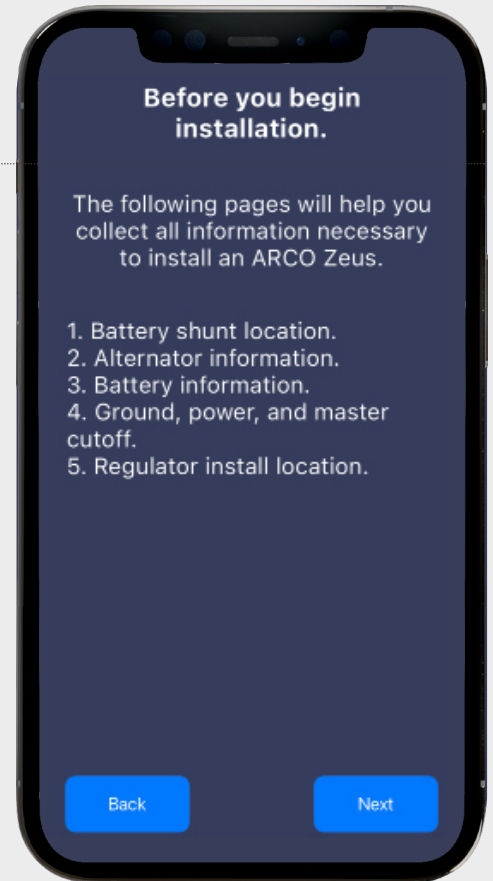 Before you begin
installation.
The following pages will help you
collect all information necessary
to install an ARCO Zeus.
1. Battery shunt location.
2. Alternator information.
3. Battery information.
4. Ground, power, and master
cutoff.
5. Regulator install location.
Back
Next